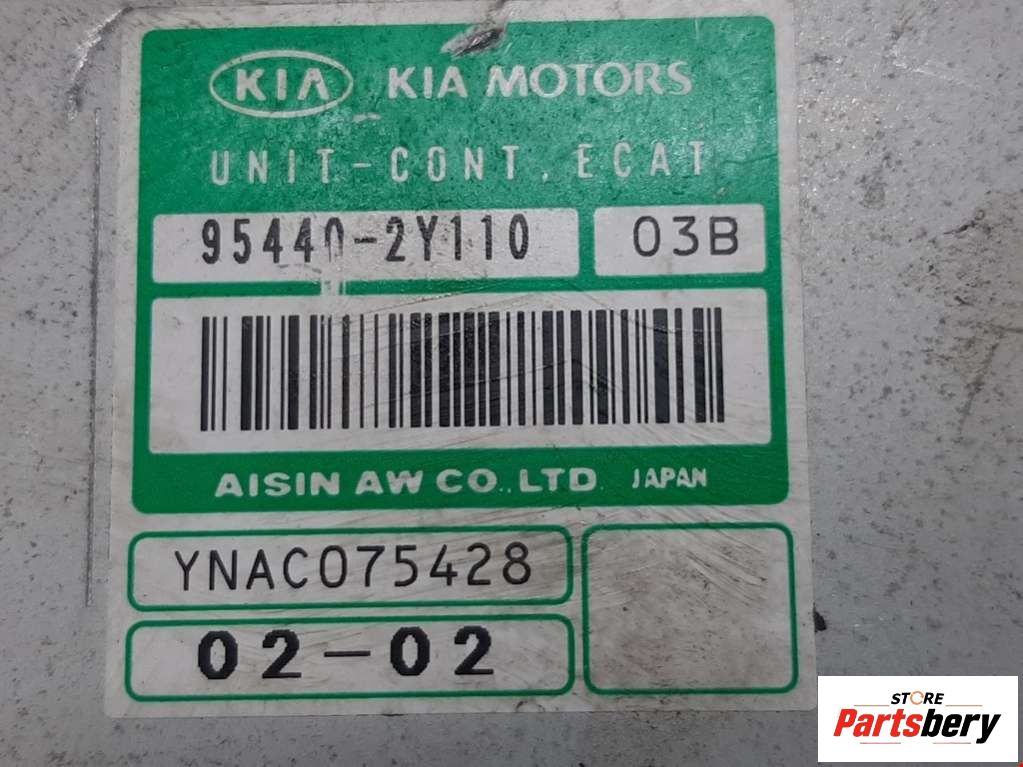 KIA KIA MOTORS
UNIT-CONT, ECAT
95440-2Y110 03B
AISIN AW CO.,LTD. JAPAN
YNAC075428
02-02
STORE
Partsbery